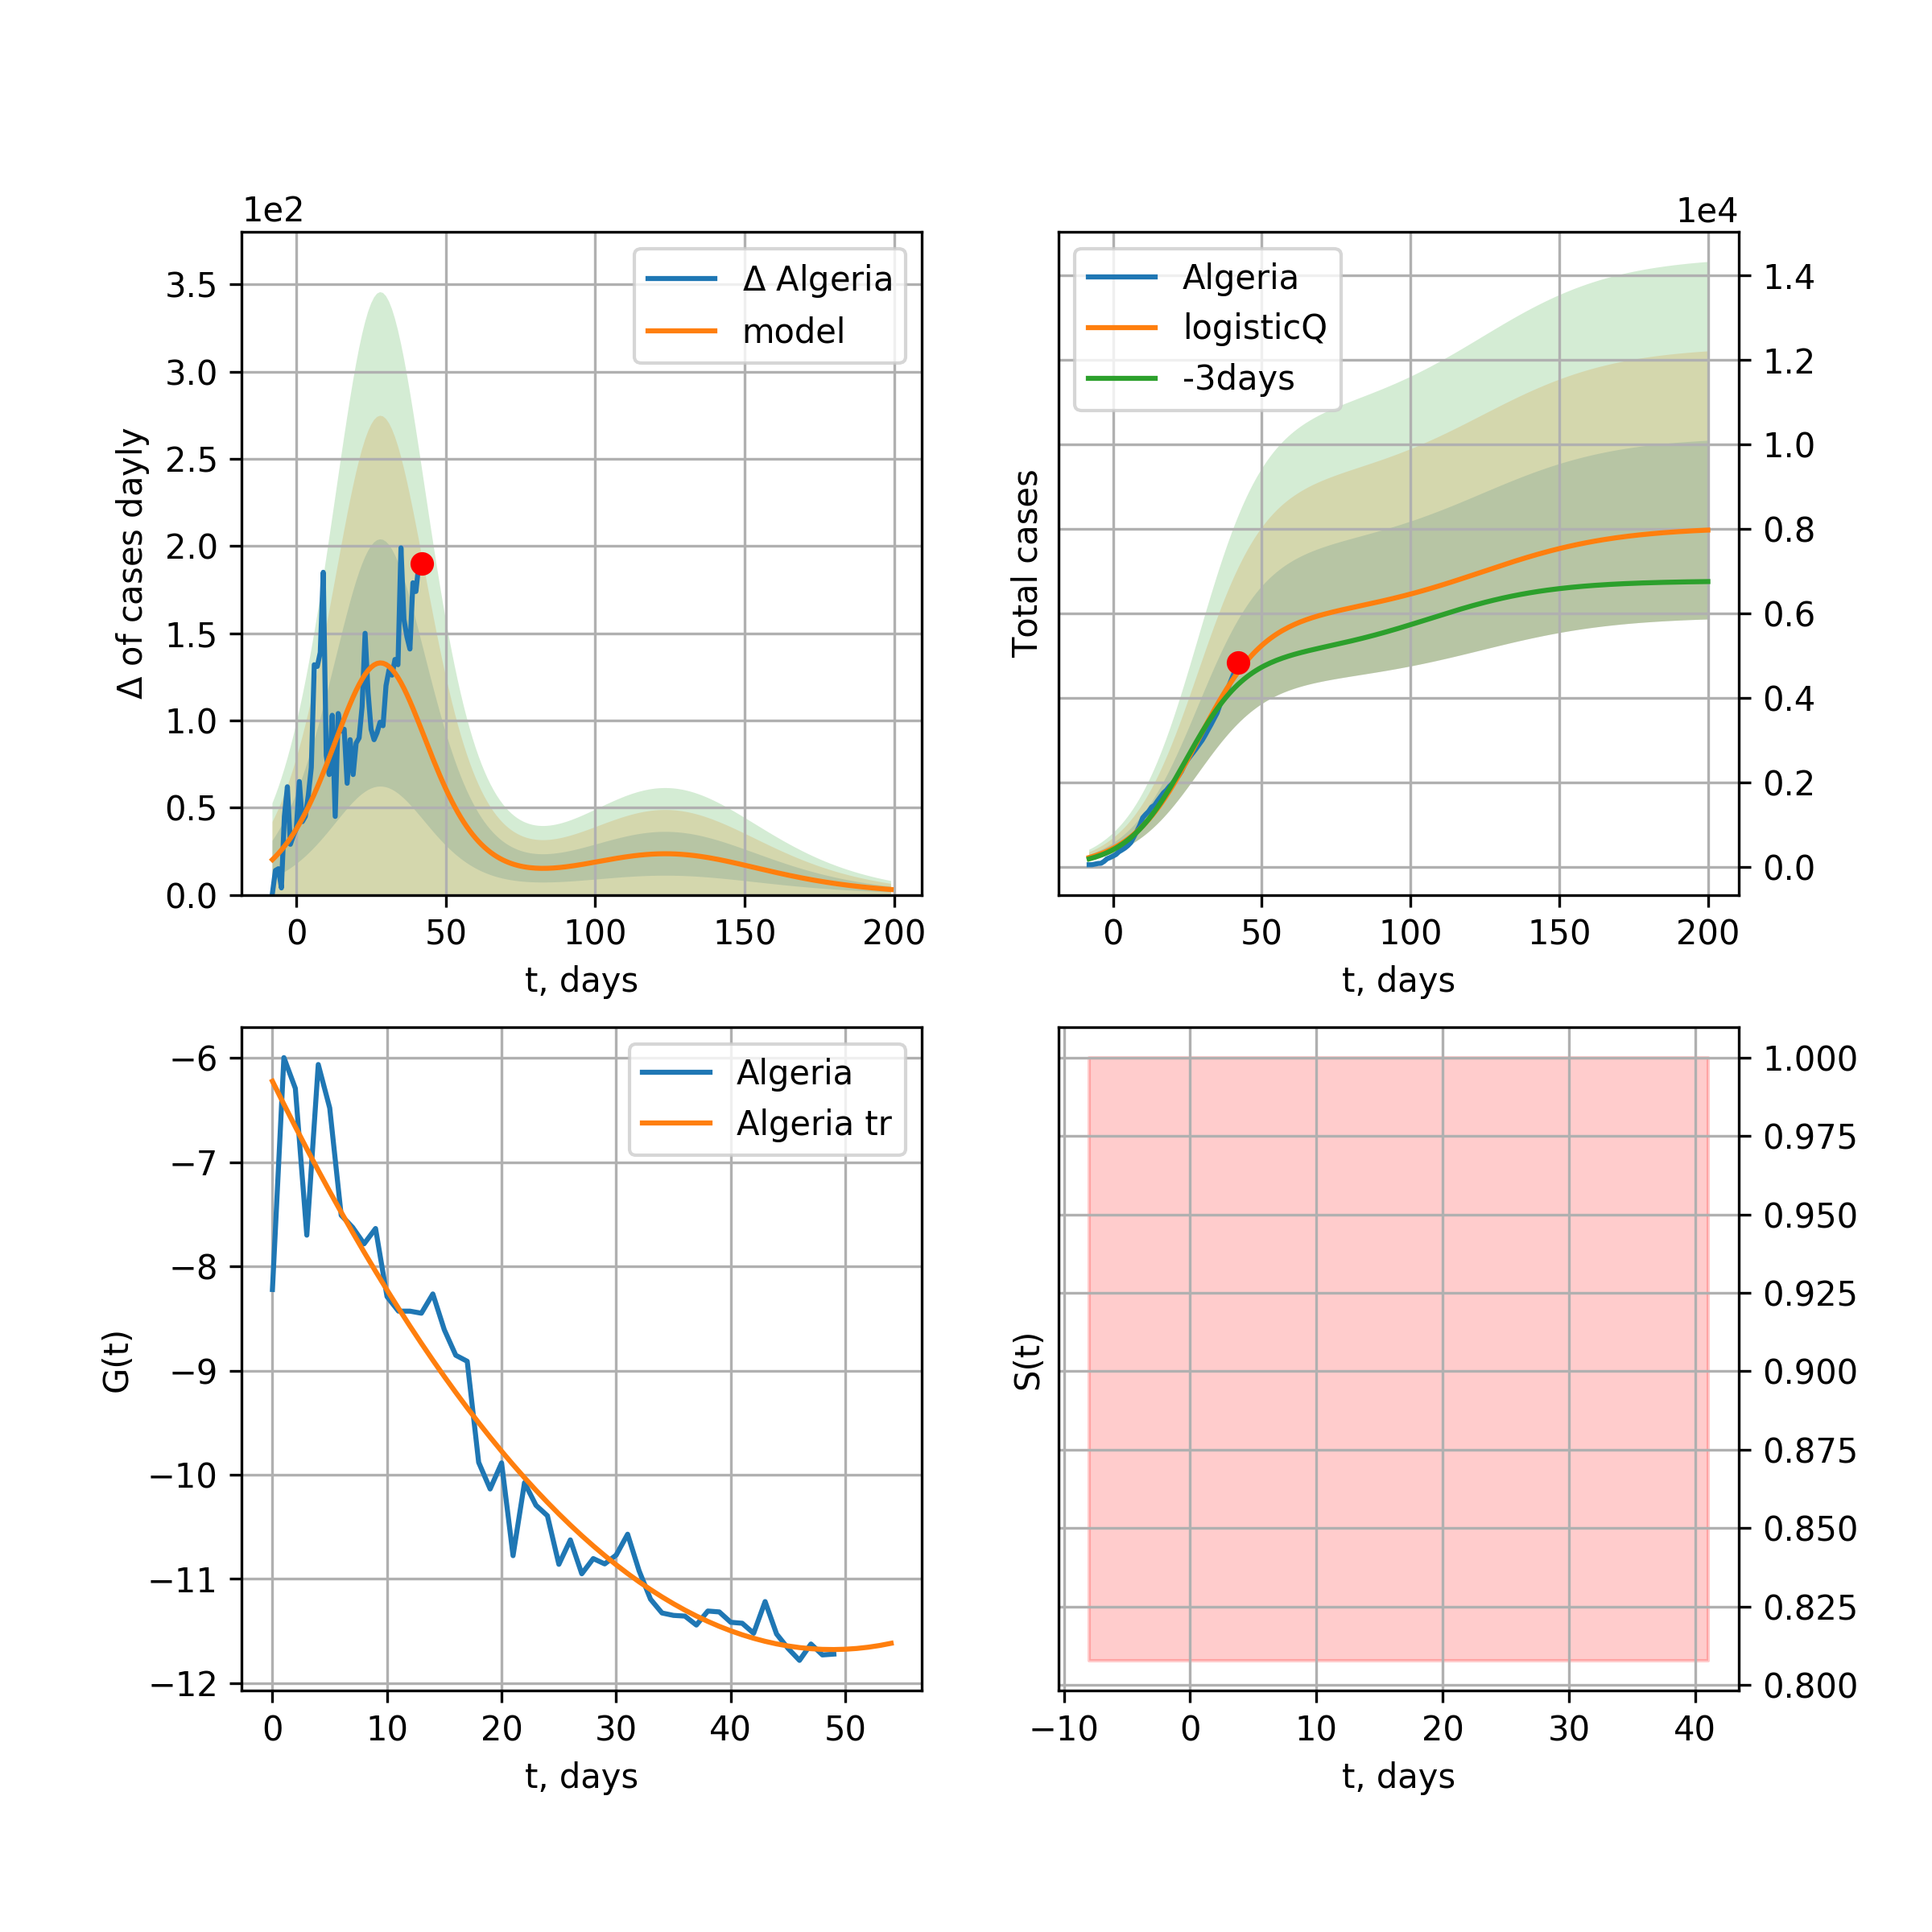 1e2
Δ of cases dayly
3.5
3.0
2.5
2.0
1.5
1.0
0.5
0.0
0 50 100 150 200
t, days
Δ Algeria
model
1e4
Total cases
1.4
1.2
1.0
0.8
0.6
0.4
0.2
0.0
0 50 100 150 200
t, days
Algeria
logisticQ
-3days
G(t)
−6
−7
−8
−9
−10
−11
−12
0 10 20 30 40 50
t, days
Algeria
Algeria tr
S(t)
1.000
0.975
0.950
0.925
0.900
0.875
0.850
0.825
0.800
−10 0 10 20 30 40
t, days